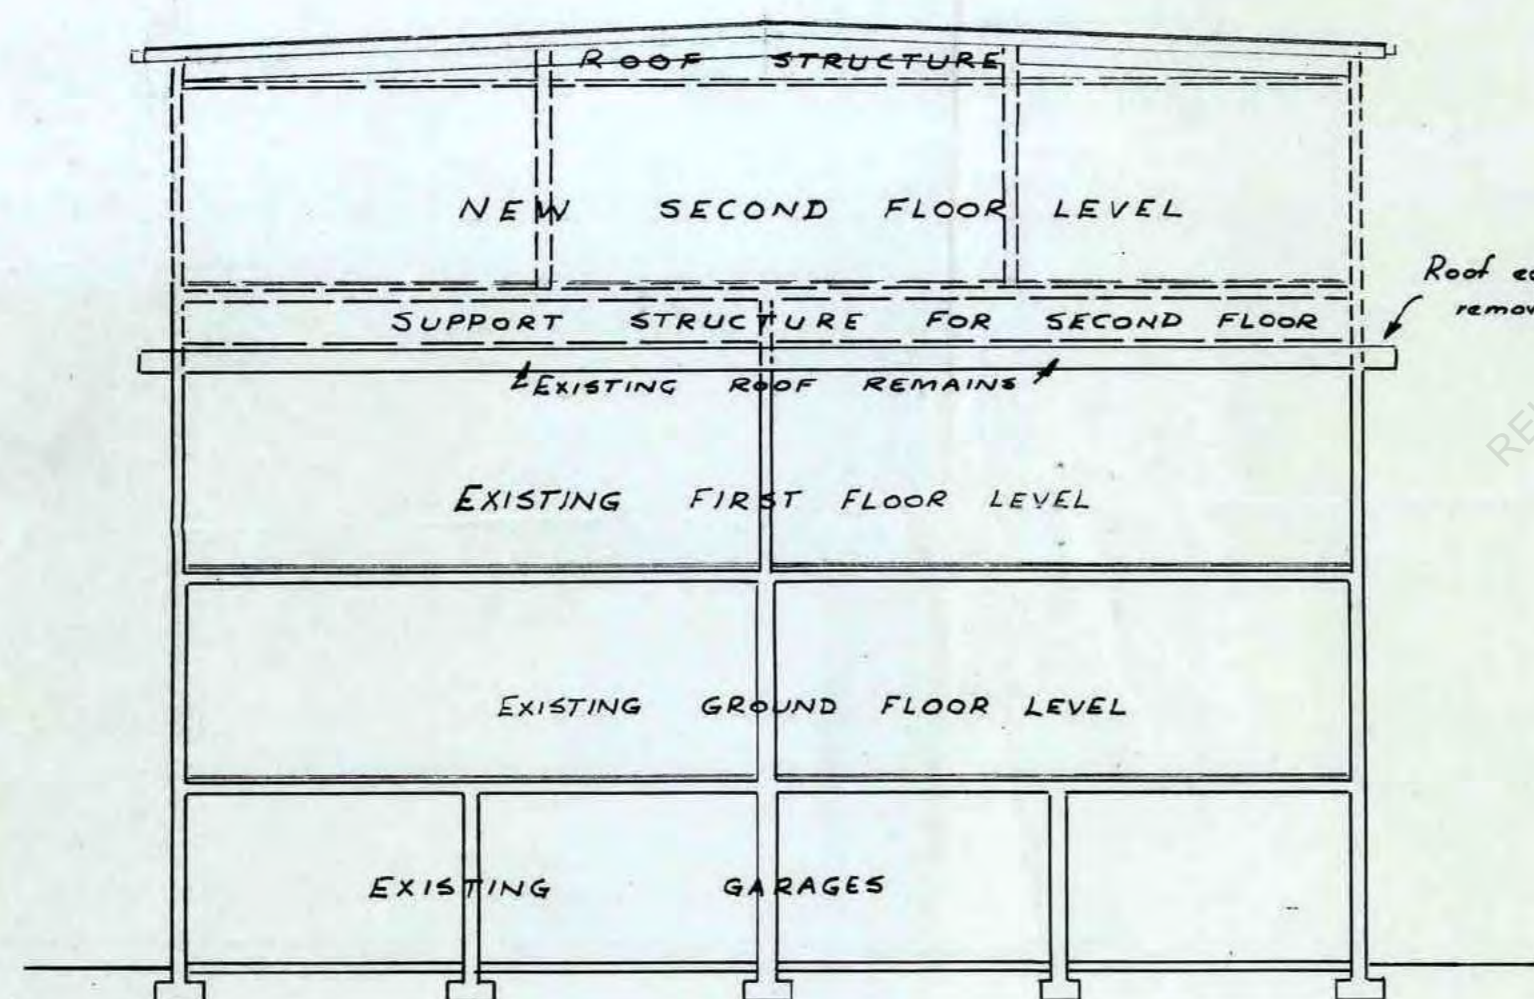 ROOF STRUCTURE
NEW SECOND FLOOR LEVEL
Roof
SUPPORT STRUCTURE FOR SECOND FLOOR
EXISTING ROOF REMAINS
EXISTING FIRST FLOOR LEVEL
EXISTING GROUND FLOOR LEVEL
EXISTING GARAGES